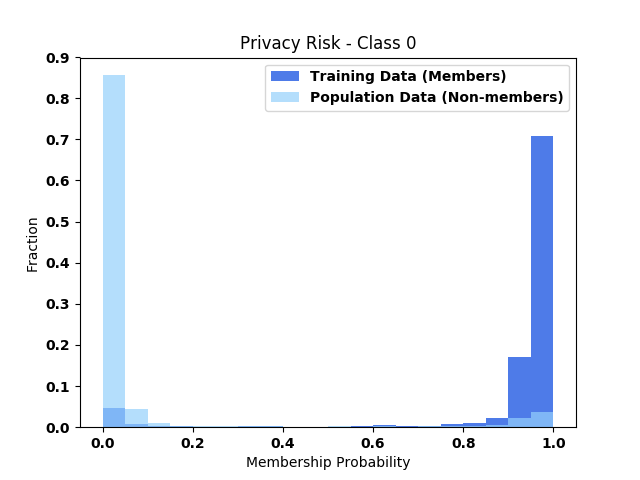 Privacy Risk - Class 0
Training Data (Members)
Population Data (Non-members)
Fraction
0.9
0.8
0.7
0.6
0.5
0.4
0.3
0.2
0.1
0.0
0.0 0.2 0.4 0.6 0.8 1.0
Membership Probability